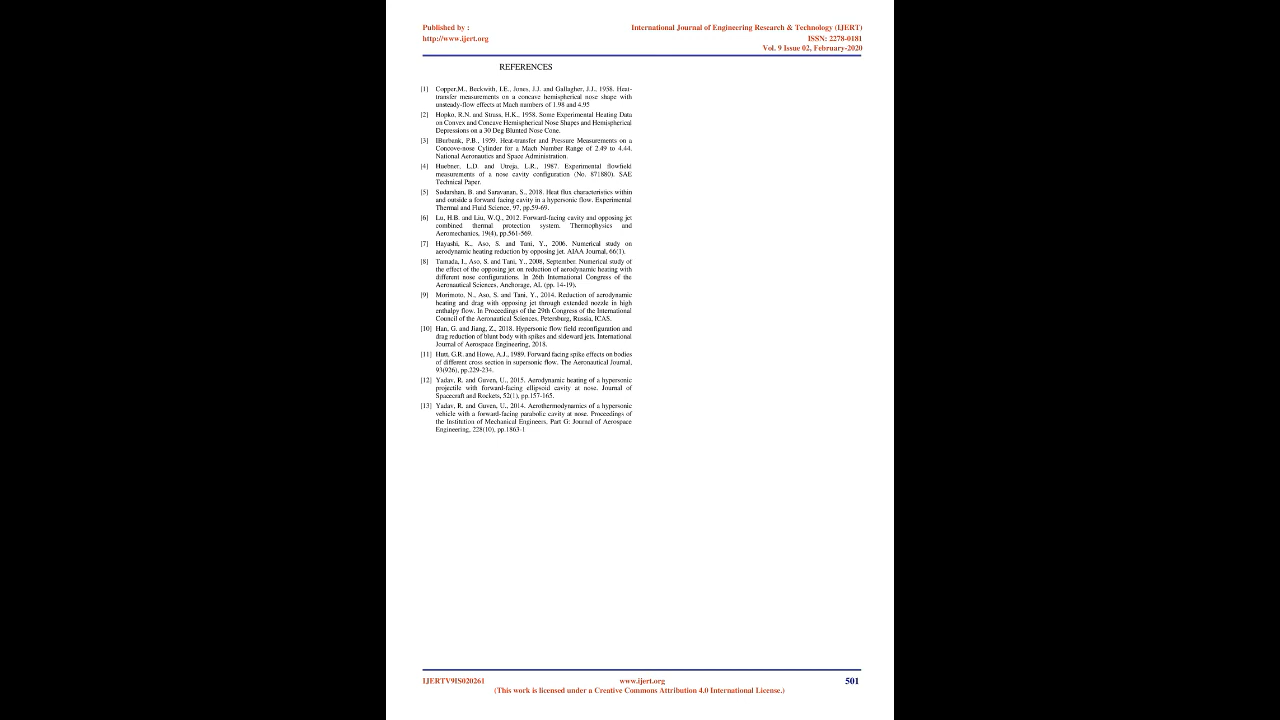 Published by :
http://www.ijert.org
International Journal of Engineering Research & Technology (IJERT)
ISSN: 2278-0181
Vol. 9 Issue 02, February-2020
REFERENCES
[1] Copper,M., Beckwith, I.E., Jones, J.J. and Gallagher, J.J., 1958. Heat-
transfer measurements on a concave hemispherical nose shape with
unsteady-flow effects at Mach numbers of 1.98 and 4.95
[2] Hopko, R.N. and Strass, H.K., 1958. Some Experimental Heating Data
on Convex and Concave Hemispherical Nose Shapes and Hemispherical
Depressions on a 30 Deg Blunted Nose Cone.
[3] IBurbank, P.B., 1959. Heat-transfer and Pressure Measurements on a
Concove-nose Cylinder for a Mach Number Range of 2.49 to 4.44.
National Aeronautics and Space Administration.
[4] Huebner, L.D. and Utreja, L.R., 1987. Experimental flowfield
measurements of a nose cavity configuration (No. 871880). SAE
Technical Paper.
[5] Sudarshan, B. and Saravanan, S., 2018. Heat flux characteristics within
and outside a forward facing cavity in a hypersonic flow. Experimental
Thermal and Fluid Science, 97, pp.59-69.
[6] Lu, H.B. and Liu, W.Q., 2012. Forward-facing cavity and opposing jet
combined thermal protection system. Thermophysics and
Aeromechanics, 19(4), pp.561-569.
[7] Hayashi, K., Aso, S. and Tani, Y., 2006. Numerical study on
aerodynamic heating reduction by opposing jet. AIAA Journal, 66(1).
[8] Tamada, I., Aso, S. and Tani, Y., 2008, September. Numerical study of
the effect of the opposing jet on reduction of aerodynamic heating with
different nose configurations. In 26th International Congress of the
Aeronautical Sciences, Anchorage, AL (pp. 14-19).
[9] Morimoto, N., Aso, S. and Tani, Y., 2014. Reduction of aerodynamic
heating and drag with opposing jet through extended nozzle in high
enthalpy flow. In Proceedings of the 29th Congress of the International
Council of the Aeronautical Sciences, Petersburg, Russia, ICAS.
[10] Han, G. and Jiang, Z., 2018. Hypersonic flow field reconfiguration and
drag reduction of blunt body with spikes and sideward jets. International
Journal of Aerospace Engineering, 2018.
[11] Hutt, G.R. and Howe, A.J., 1989. Forward facing spike effects on bodies
of different cross section in supersonic flow. The Aeronautical Journal,
93(926), pp.229-234.
[12] Yadav, R. and Guven, U., 2015. Aerodynamic heating of a hypersonic
projectile with forward-facing ellipsoid cavity at nose. Journal of
Spacecraft and Rockets, 52(1), pp.157-165.
[13] Yadav, R. and Guven, U., 2014. Aerothermodynamics of a hypersonic
vehicle with a forward-facing parabolic cavity at nose. Proceedings of
the Institution of Mechanical Engineers, Part G: Journal of Aerospace
Engineering, 228(10), pp.1863-1
IJERTV9IS020261
www.ijert.org
501
(This work is licensed under a Creative Commons Attribution 4.0 International License.)